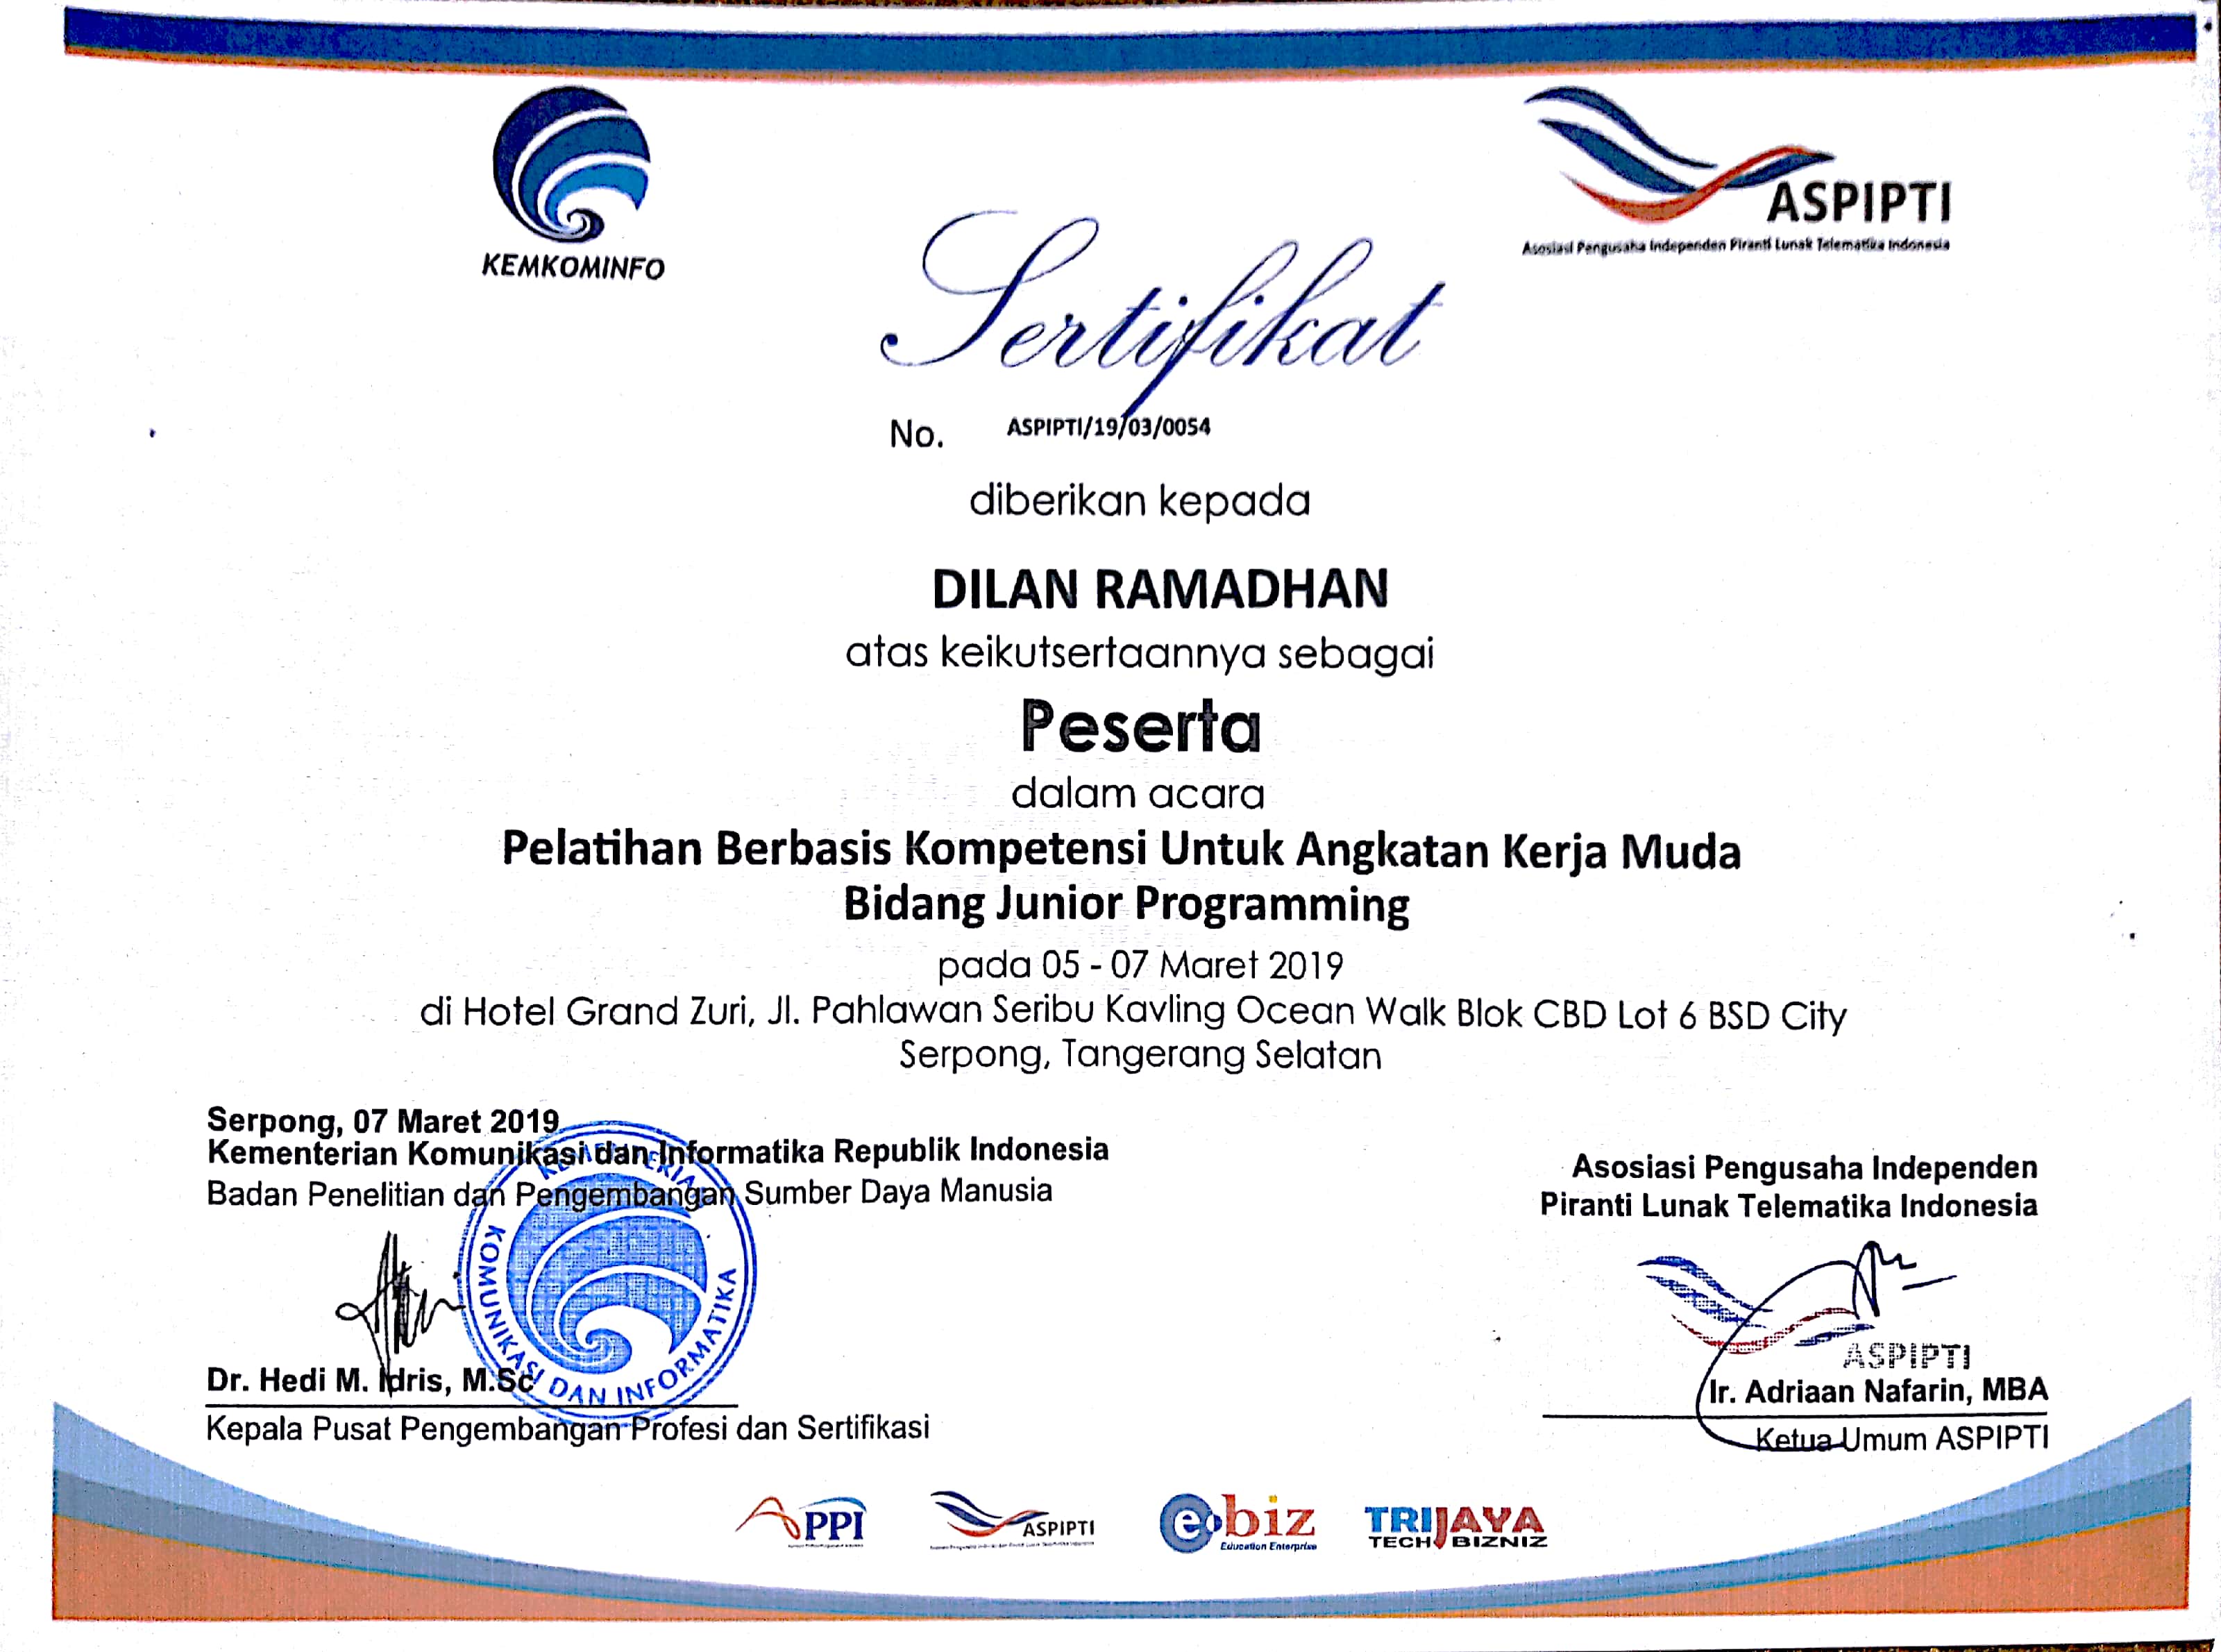 KEMKOMINFO
ASPIPTI
Asosiasi Pengusaha Independen Piranti Lunak Telematika Indonesia
Sertifikat
No. ASPIPTI/19/03/0054
diberikan kepada
DILAN RAMADHAN
atas keikutsertaannya sebagai
Peserta
dalam acara
Pelatihan Berbasis Kompetensi Untuk Angkatan Kerja Muda
Bidang Junior Programming
pada 05 - 07 Maret 2019
di Hotel Grand Zuri, Jl. Pahlawan Seribu Kavling Ocean Walk Blok CBD Lot 6 BSD City
Serpong, Tangerang Selatan
Serpong, 07 Maret 2019
Kementerian Komunikasi dan Informatika Republik Indonesia
Badan Penelitian dan Pengembangan Sumber Daya Manusia
KEMENTERIAN
KOMUNIKASI DAN INFORMATIKA
Dr. Hedi M. Idris, M.Sc
Kepala Pusat Pengembangan Profesi dan Sertifikasi
Asosiasi Pengusaha Independen
Piranti Lunak Telematika Indonesia
ASPIPTI
Ir. Adriaan Nafarin, MBA
Ketua Umum ASPIPTI
APPI
ASPIPTI
e-biz
Education Enterprise
TRIJAYA
TECH BIZNIZ